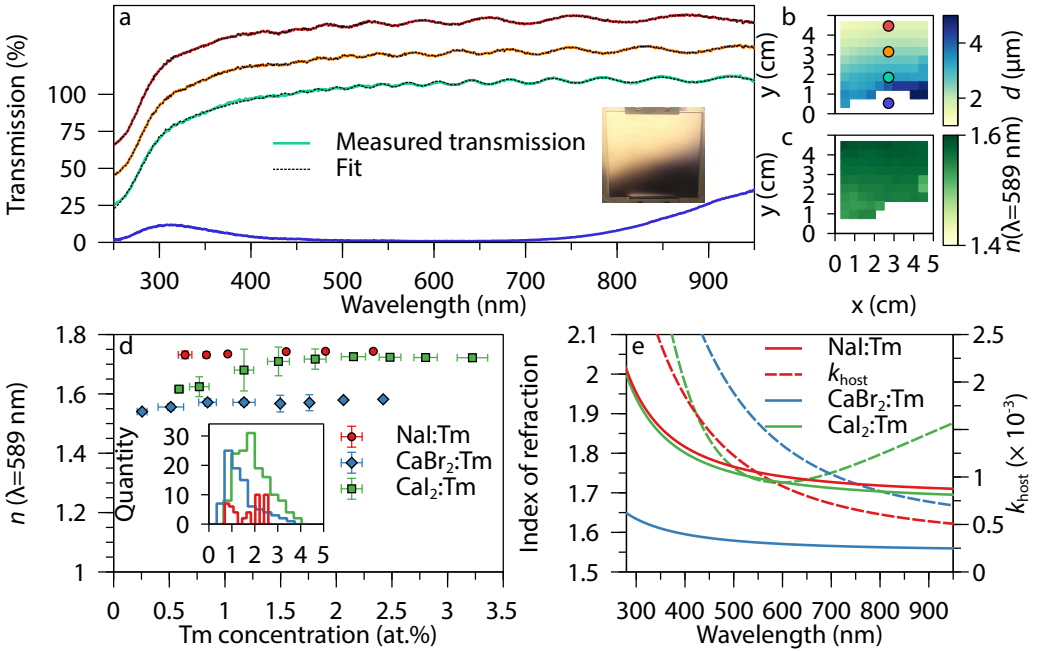 a
Transmission (%)
100
75
50
25
0
Measured transmission
Fit
300
400
500
600
700
800
900
Wavelength (nm)
b
y (cm)
4
3
2
1
0
4
2
d (μm)
c
y (cm)
4
3
2
1
0
0 1 2 3 4 5
x (cm)
1.6
1.4
n(λ=589 nm)
d
n (λ=589 nm)
1.8
1.6
1.4
1.2
1
Quantity
30
20
10
0
0 1 2 3 4 5
NaI:Tm
CaBr₂:Tm
CaI₂:Tm
0 0.5 1 1.5 2 2.5 3 3.5
Tm concentration (at.%)
e
Index of refraction
2.1
2
1.9
1.8
1.7
1.6
1.5
NaI:Tm
k host
CaBr₂:Tm
CaI₂:Tm
2.5
2
1.5
1
0.5
0
k host (× 10⁻³)
300 400 500 600 700 800 900
Wavelength (nm)